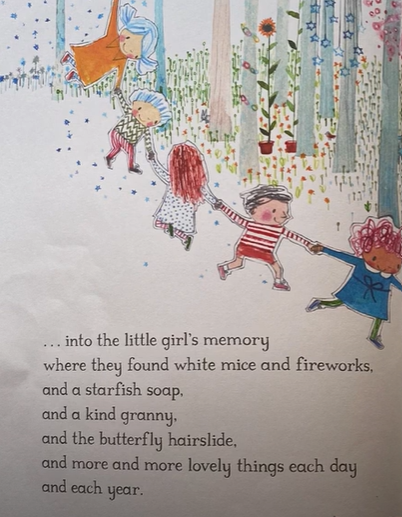 ... into the little girl's memory
where they found white mice and fireworks,
and a starfish soap,
and a kind granny,
and the butterfly hairslide,
and more and more lovely things each day
and each year.